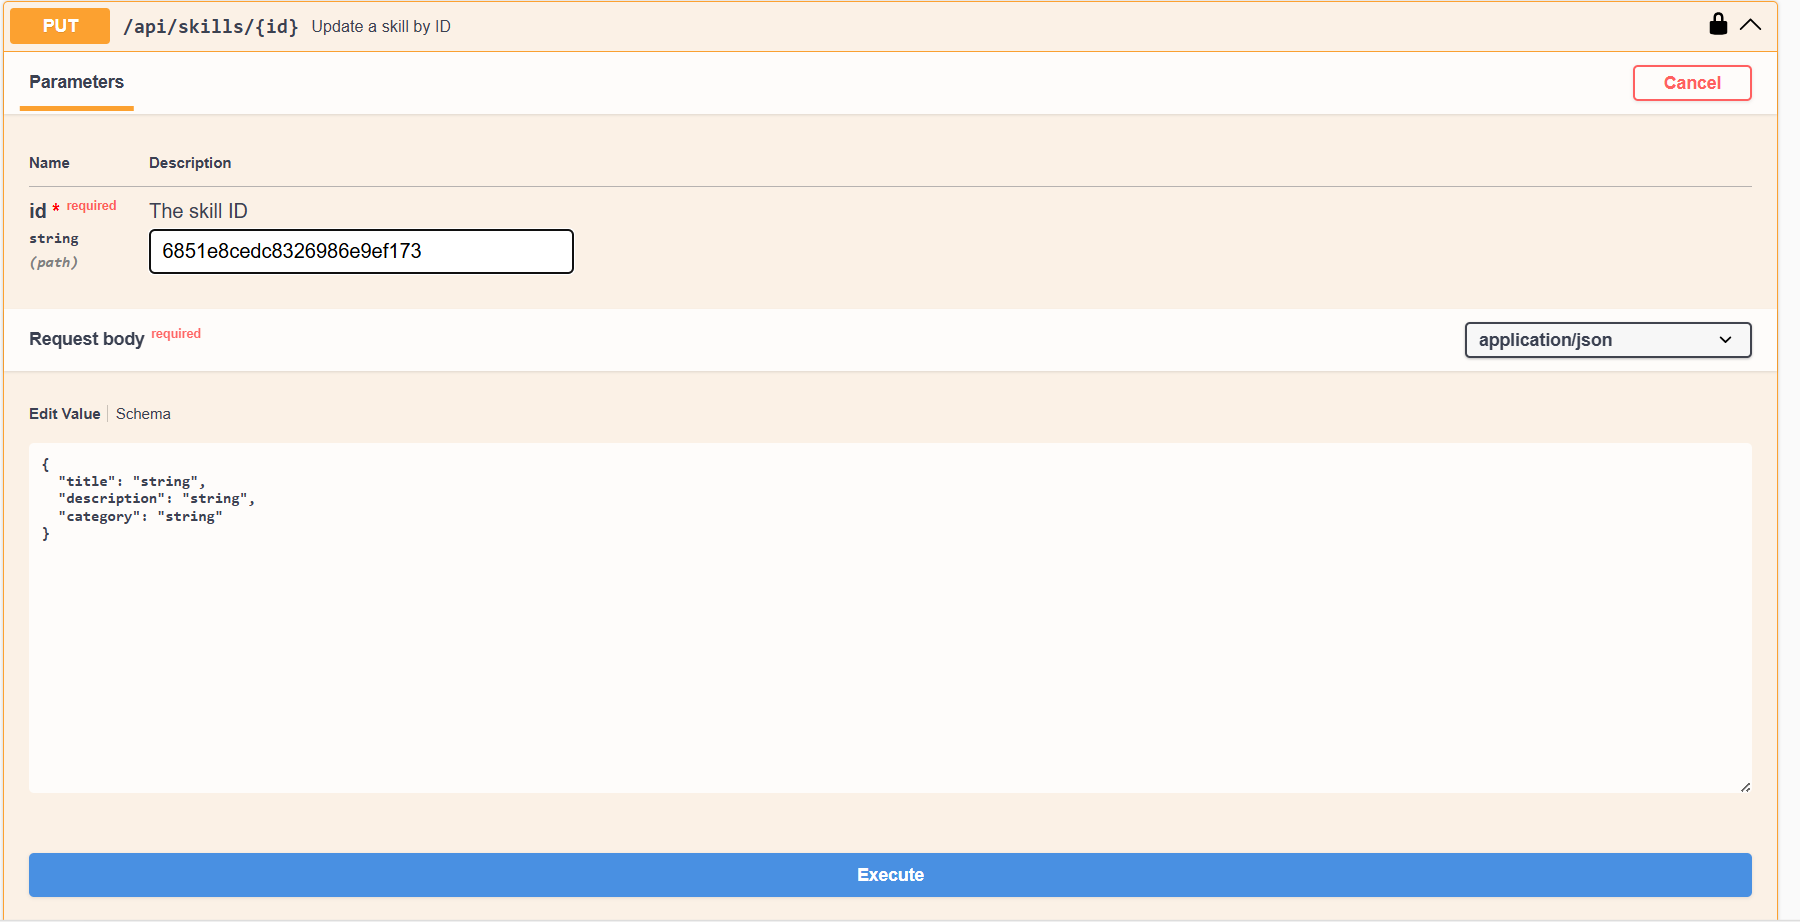 PUT /api/skills/{id} Update a skill by ID
Parameters Cancel
Name Description
id * required The skill ID
string 6851e8cedc8326986e9ef173
(path)
Request body required application/json
Edit Value Schema
{
  "title": "string",
  "description": "string",
  "category": "string"
}
Execute